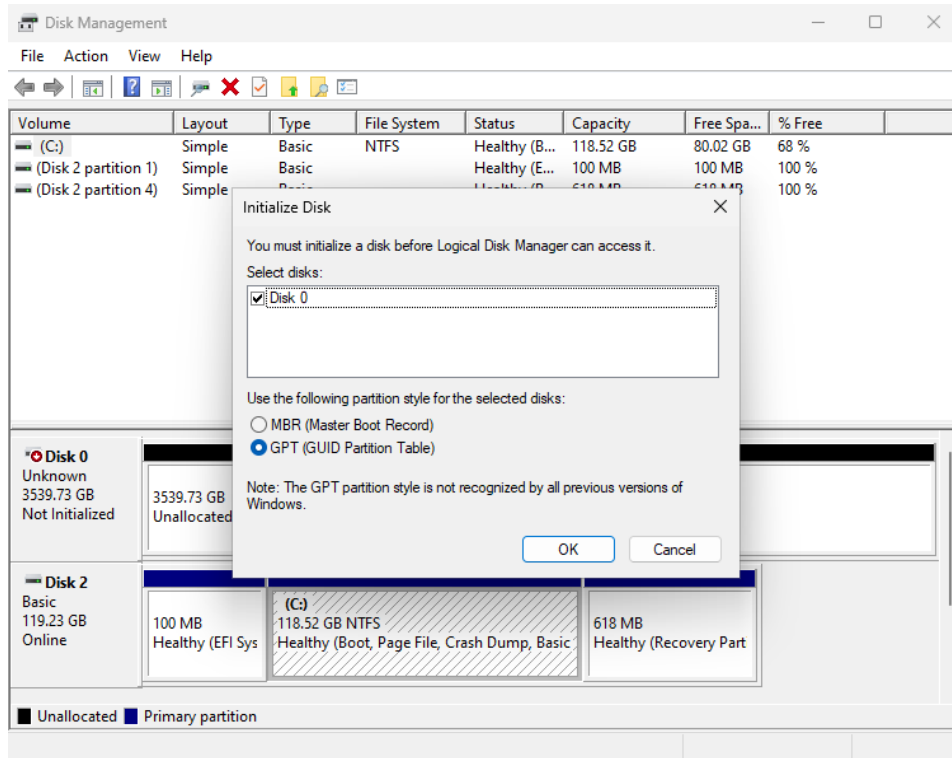 Disk Management
File Action View Help
Volume Layout Type File System Status Capacity Free Spa... % Free
(C:) Simple Basic NTFS Healthy (B... 118.52 GB 80.02 GB 68 %
(Disk 2 partition 1) Simple Basic Healthy (E... 100 MB 100 MB 100 %
(Disk 2 partition 4) Simple 100 %
Initialize Disk
You must initialize a disk before Logical Disk Manager can access it.
Select disks:
Disk 0
Use the following partition style for the selected disks:
MBR (Master Boot Record)
GPT (GUID Partition Table)
Note: The GPT partition style is not recognized by all previous versions of
Windows.
OK Cancel
Disk 0
Unknown
3539.73 GB
Not Initialized
3539.73 GB
Unallocated
Disk 2
Basic
119.23 GB
Online
100 MB
Healthy (EFI Sys
(C:)
118.52 GB NTFS
Healthy (Boot, Page File, Crash Dump, Basic
618 MB
Healthy (Recovery Part
Unallocated Primary partition